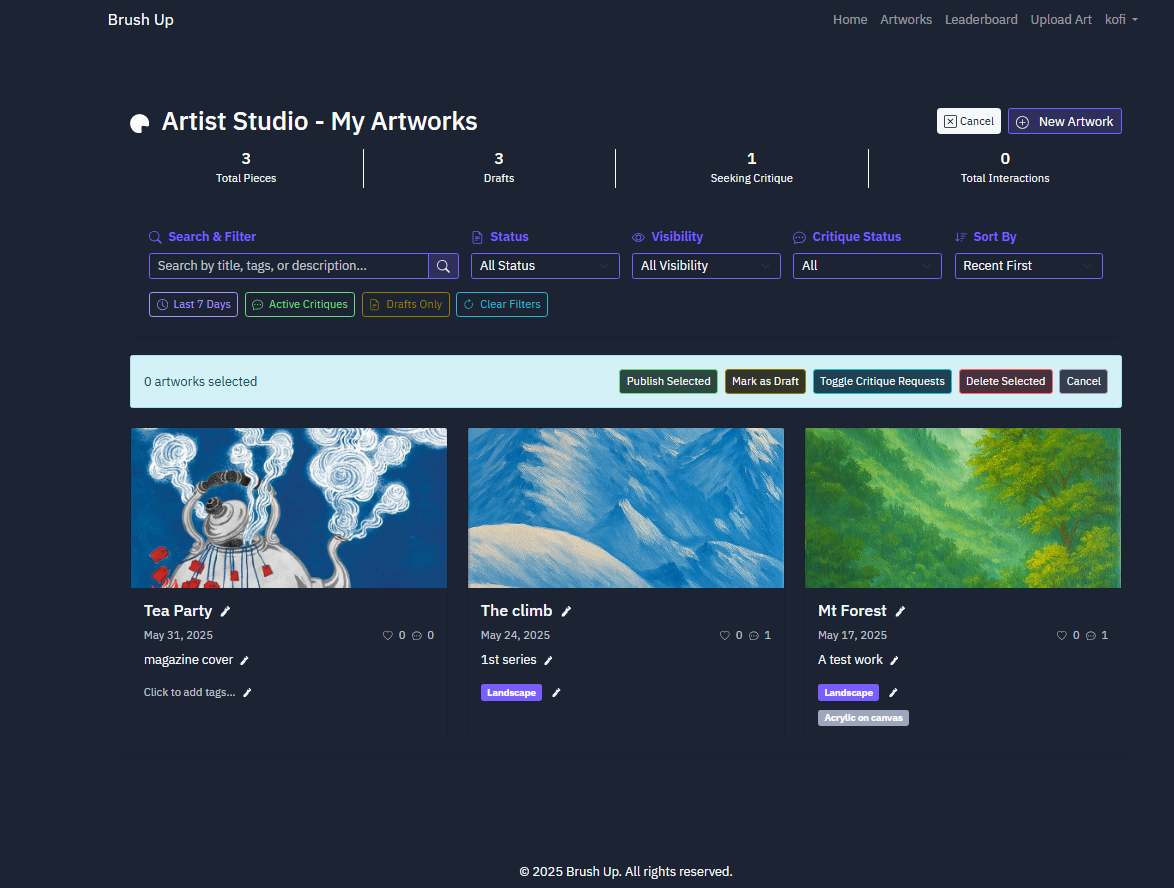 Brush Up
Home Artworks Leaderboard Upload Art kofi
Artist Studio - My Artworks
Cancel New Artwork
3 3 1 0
Total Pieces Drafts Seeking Critique Total Interactions
Search & Filter Status Visibility Critique Status Sort By
Search by title, tags, or description... All Status All Visibility All Recent First
Last 7 Days Active Critiques Drafts Only Clear Filters
0 artworks selected Publish Selected Mark as Draft Toggle Critique Requests Delete Selected Cancel
Tea Party
May 31, 2025 0 0
magazine cover
Click to add tags...
The climb
May 24, 2025 0 1
1st series
Landscape
Mt Forest
May 17, 2025 0 1
A test work
Landscape
Acrylic on canvas
© 2025 Brush Up. All rights reserved.